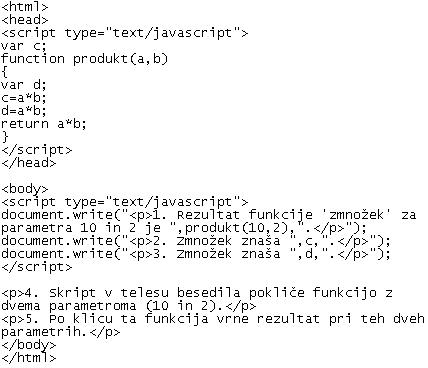 <html>
<head>
<script type="text/javascript">
var c;
function produkt(a,b)
{
var d;
c=a*b;
d=a*b;
return a*b;
}
</script>
</head>

<body>
<script type="text/javascript">
document.write("<p>1. Rezultat funkcije 'zmnožek' za
parametra 10 in 2 je ",produkt(10,2),".</p>");
document.write("<p>2. Zmnožek znaša ",c,".</p>");
document.write("<p>3. Zmnožek znaša ",d,".</p>");
</script>

<p>4. Skript v telesu besedila pokliče funkcijo z
dvema parametroma (10 in 2).</p>
<p>5. Po klicu ta funkcija vrne rezultat pri teh dveh
parametrih.</p>
</body>
</html>